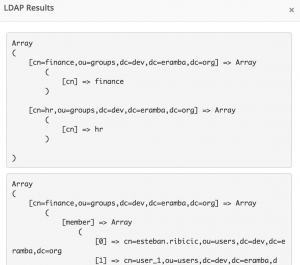 LDAP Results
×
Array
(
    [cn=finance,ou=groups,dc=dev,dc=eramba,dc=org] => Array
        (
            [cn] => finance
        )

    [cn=hr,ou=groups,dc=dev,dc=eramba,dc=org] => Array
        (
            [cn] => hr
        )

)
Array
(
    [cn=finance,ou=groups,dc=dev,dc=eramba,dc=org] => Array
        (
            [member] => Array
                (
                    [0] => cn=esteban.ribicic,ou=users,dc=dev,dc=e
ramba,dc=org
                    [1] => cn=user_1,ou=users,dc=dev,dc=eramba,d